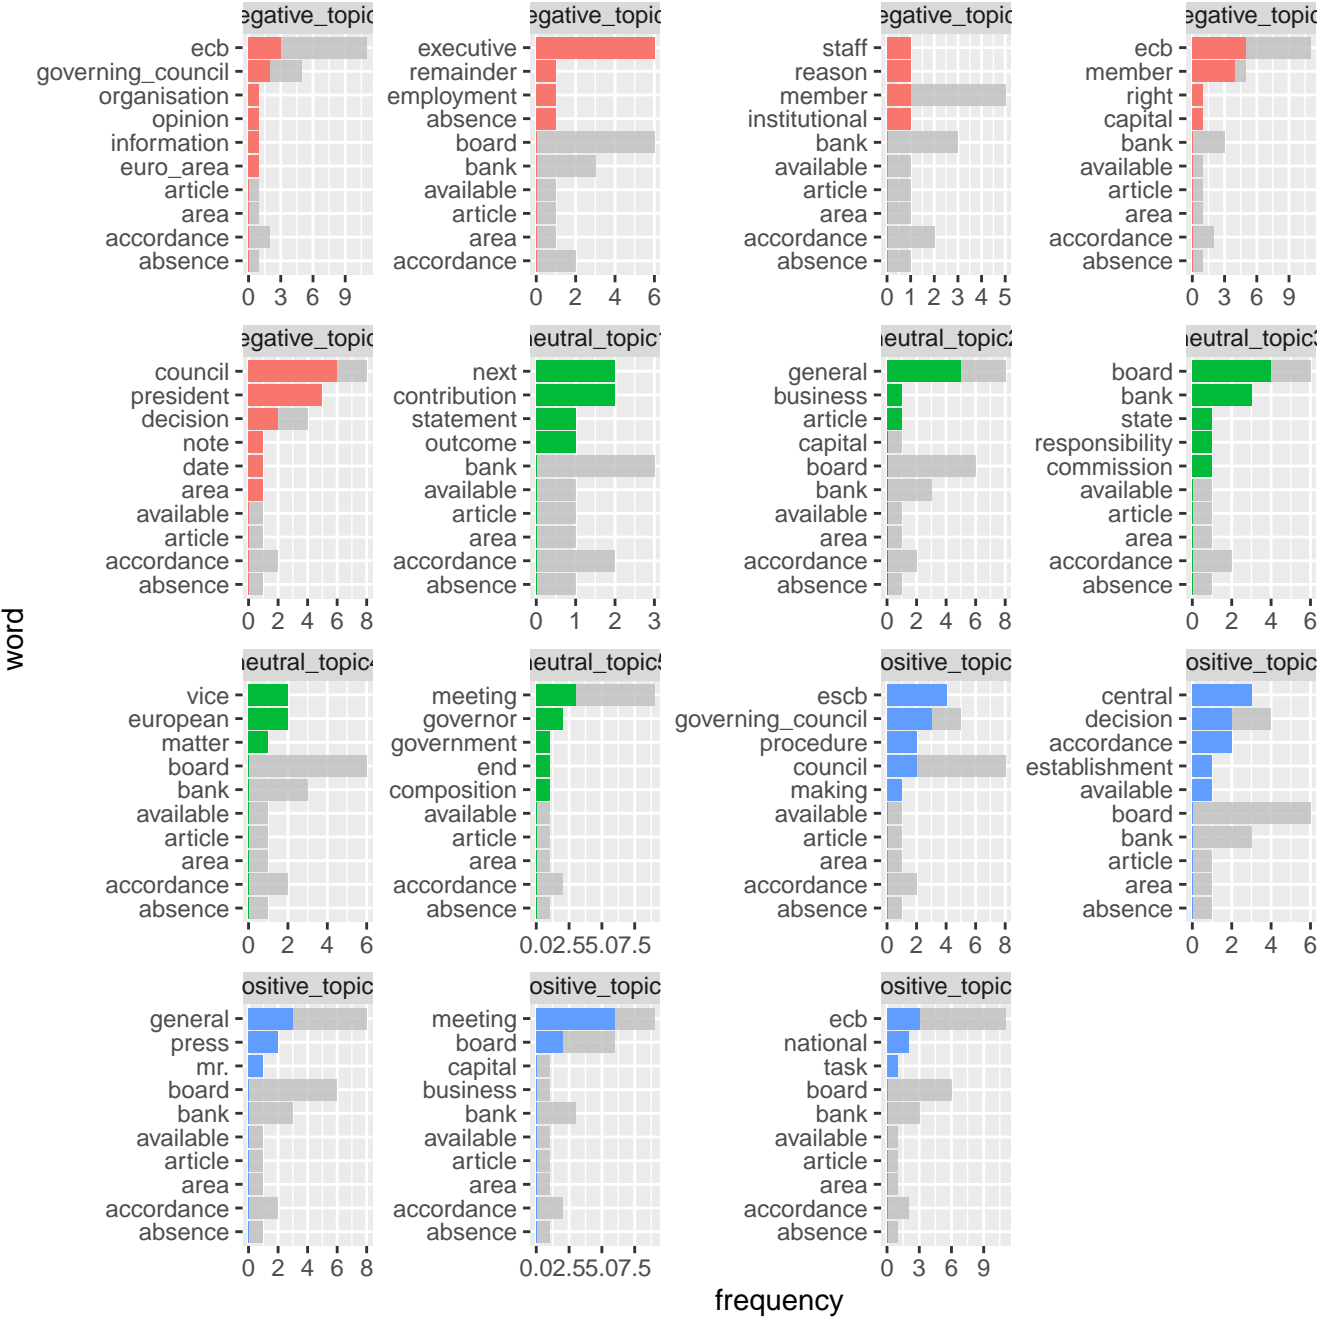 egative_topic
ecb
governing_council
organisation
opinion
information
euro_area
article
area
accordance
absence
0 3 6 9
egative_topic
executive
remainder
employment
absence
board
bank
available
article
area
accordance
0 2 4 6
egative_topic
staff
reason
member
institutional
bank
available
article
area
accordance
absence
0 1 2 3 4 5
egative_topic
ecb
member
right
capital
bank
available
article
area
accordance
absence
0 3 6 9
egative_topic
council
president
decision
note
date
area
available
article
accordance
absence
0 2 4 6 8
neutral_topic1
next
contribution
statement
outcome
bank
available
article
area
accordance
absence
0 1 2 3
neutral_topic2
general
business
article
capital
board
bank
available
area
accordance
absence
0 2 4 6 8
neutral_topic3
board
bank
state
responsibility
commission
available
article
area
accordance
absence
0 2 4 6
word
neutral_topic4
vice
european
matter
board
bank
available
article
area
accordance
absence
0 2 4 6
neutral_topic5
meeting
governor
government
end
composition
available
article
area
accordance
absence
0.02.55.07.5
ositive_topic
escb
governing_council
procedure
council
making
available
article
area
accordance
absence
0 2 4 6 8
ositive_topic
central
decision
accordance
establishment
available
board
bank
article
area
absence
0 2 4 6
ositive_topic
general
press
mr.
board
bank
available
article
area
accordance
absence
0 2 4 6 8
ositive_topic
meeting
board
capital
business
bank
available
article
area
accordance
absence
0.02.55.07.5
ositive_topic
ecb
national
task
board
bank
available
article
area
accordance
absence
0 3 6 9
frequency